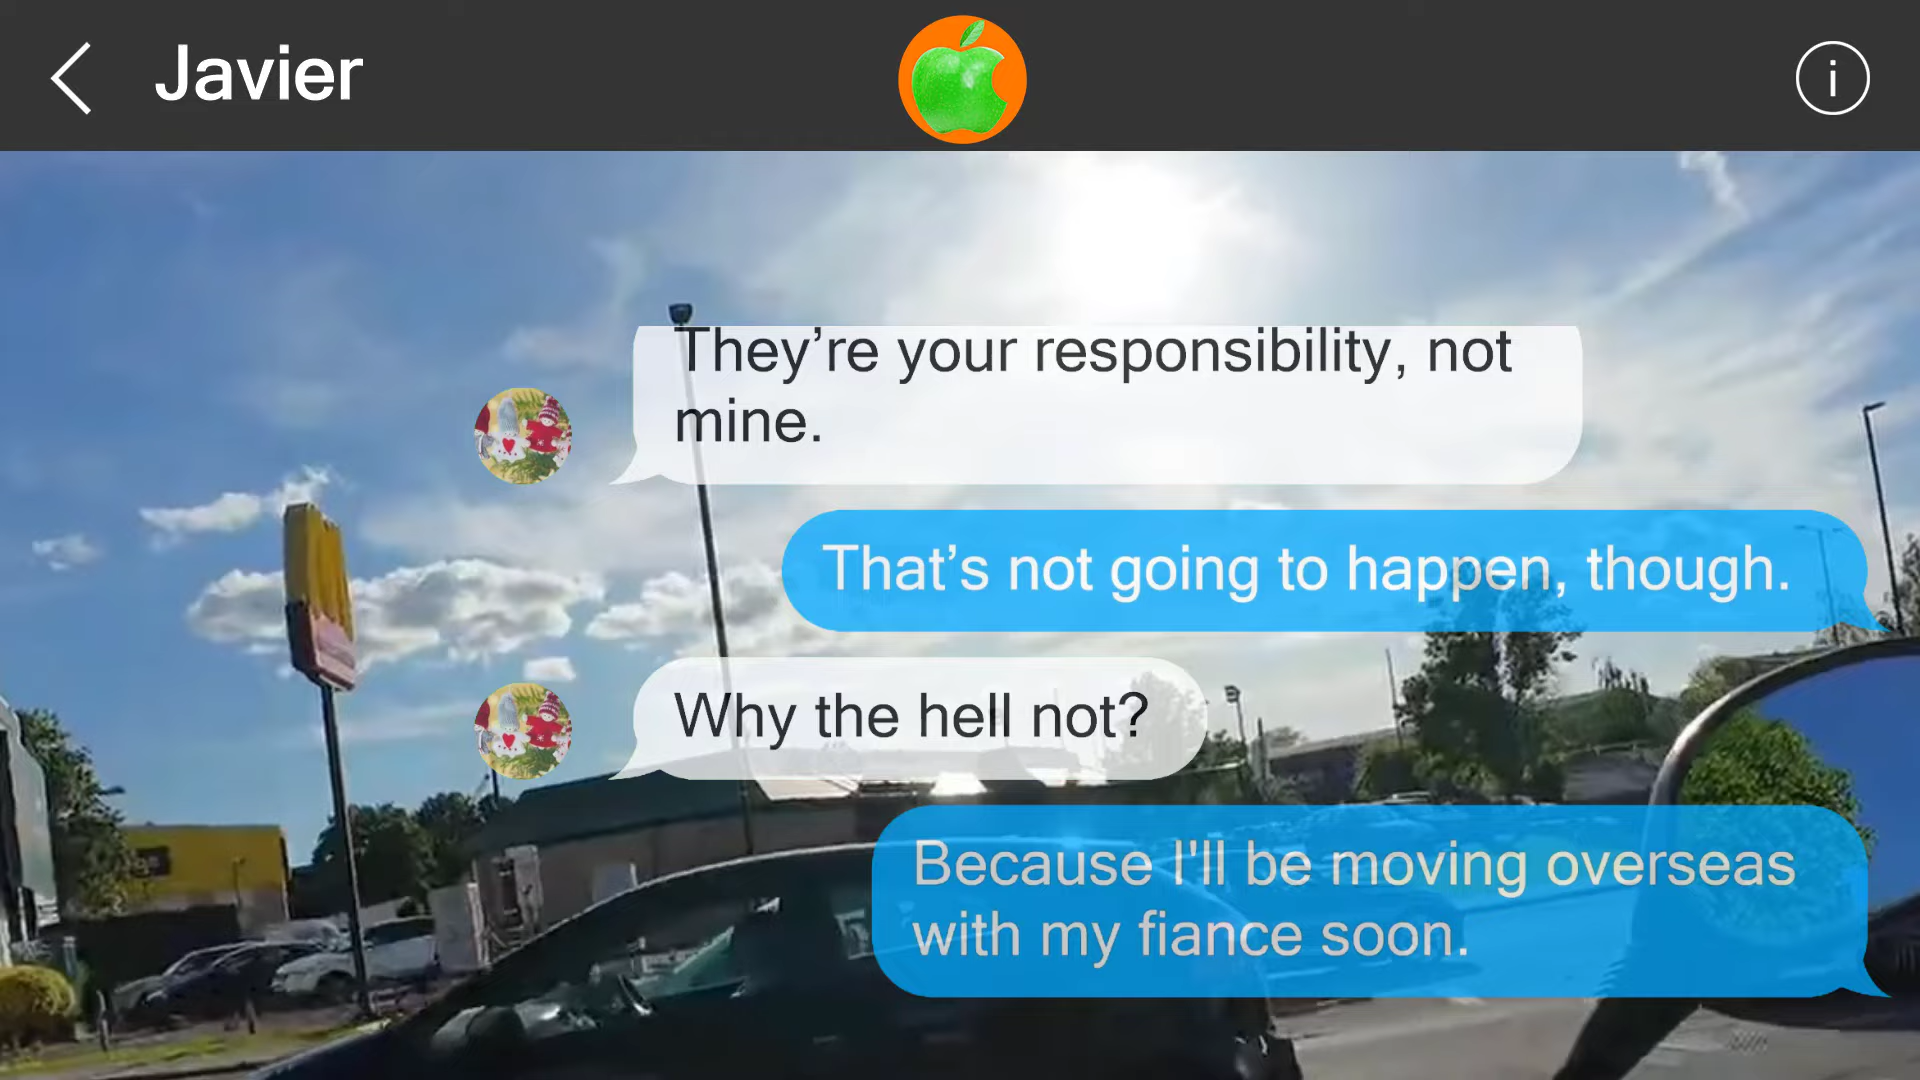 Javier
They’re your responsibility, not
mine.
That’s not going to happen, though.
Why the hell not?
Because I'll be moving overseas
with my fiance soon.